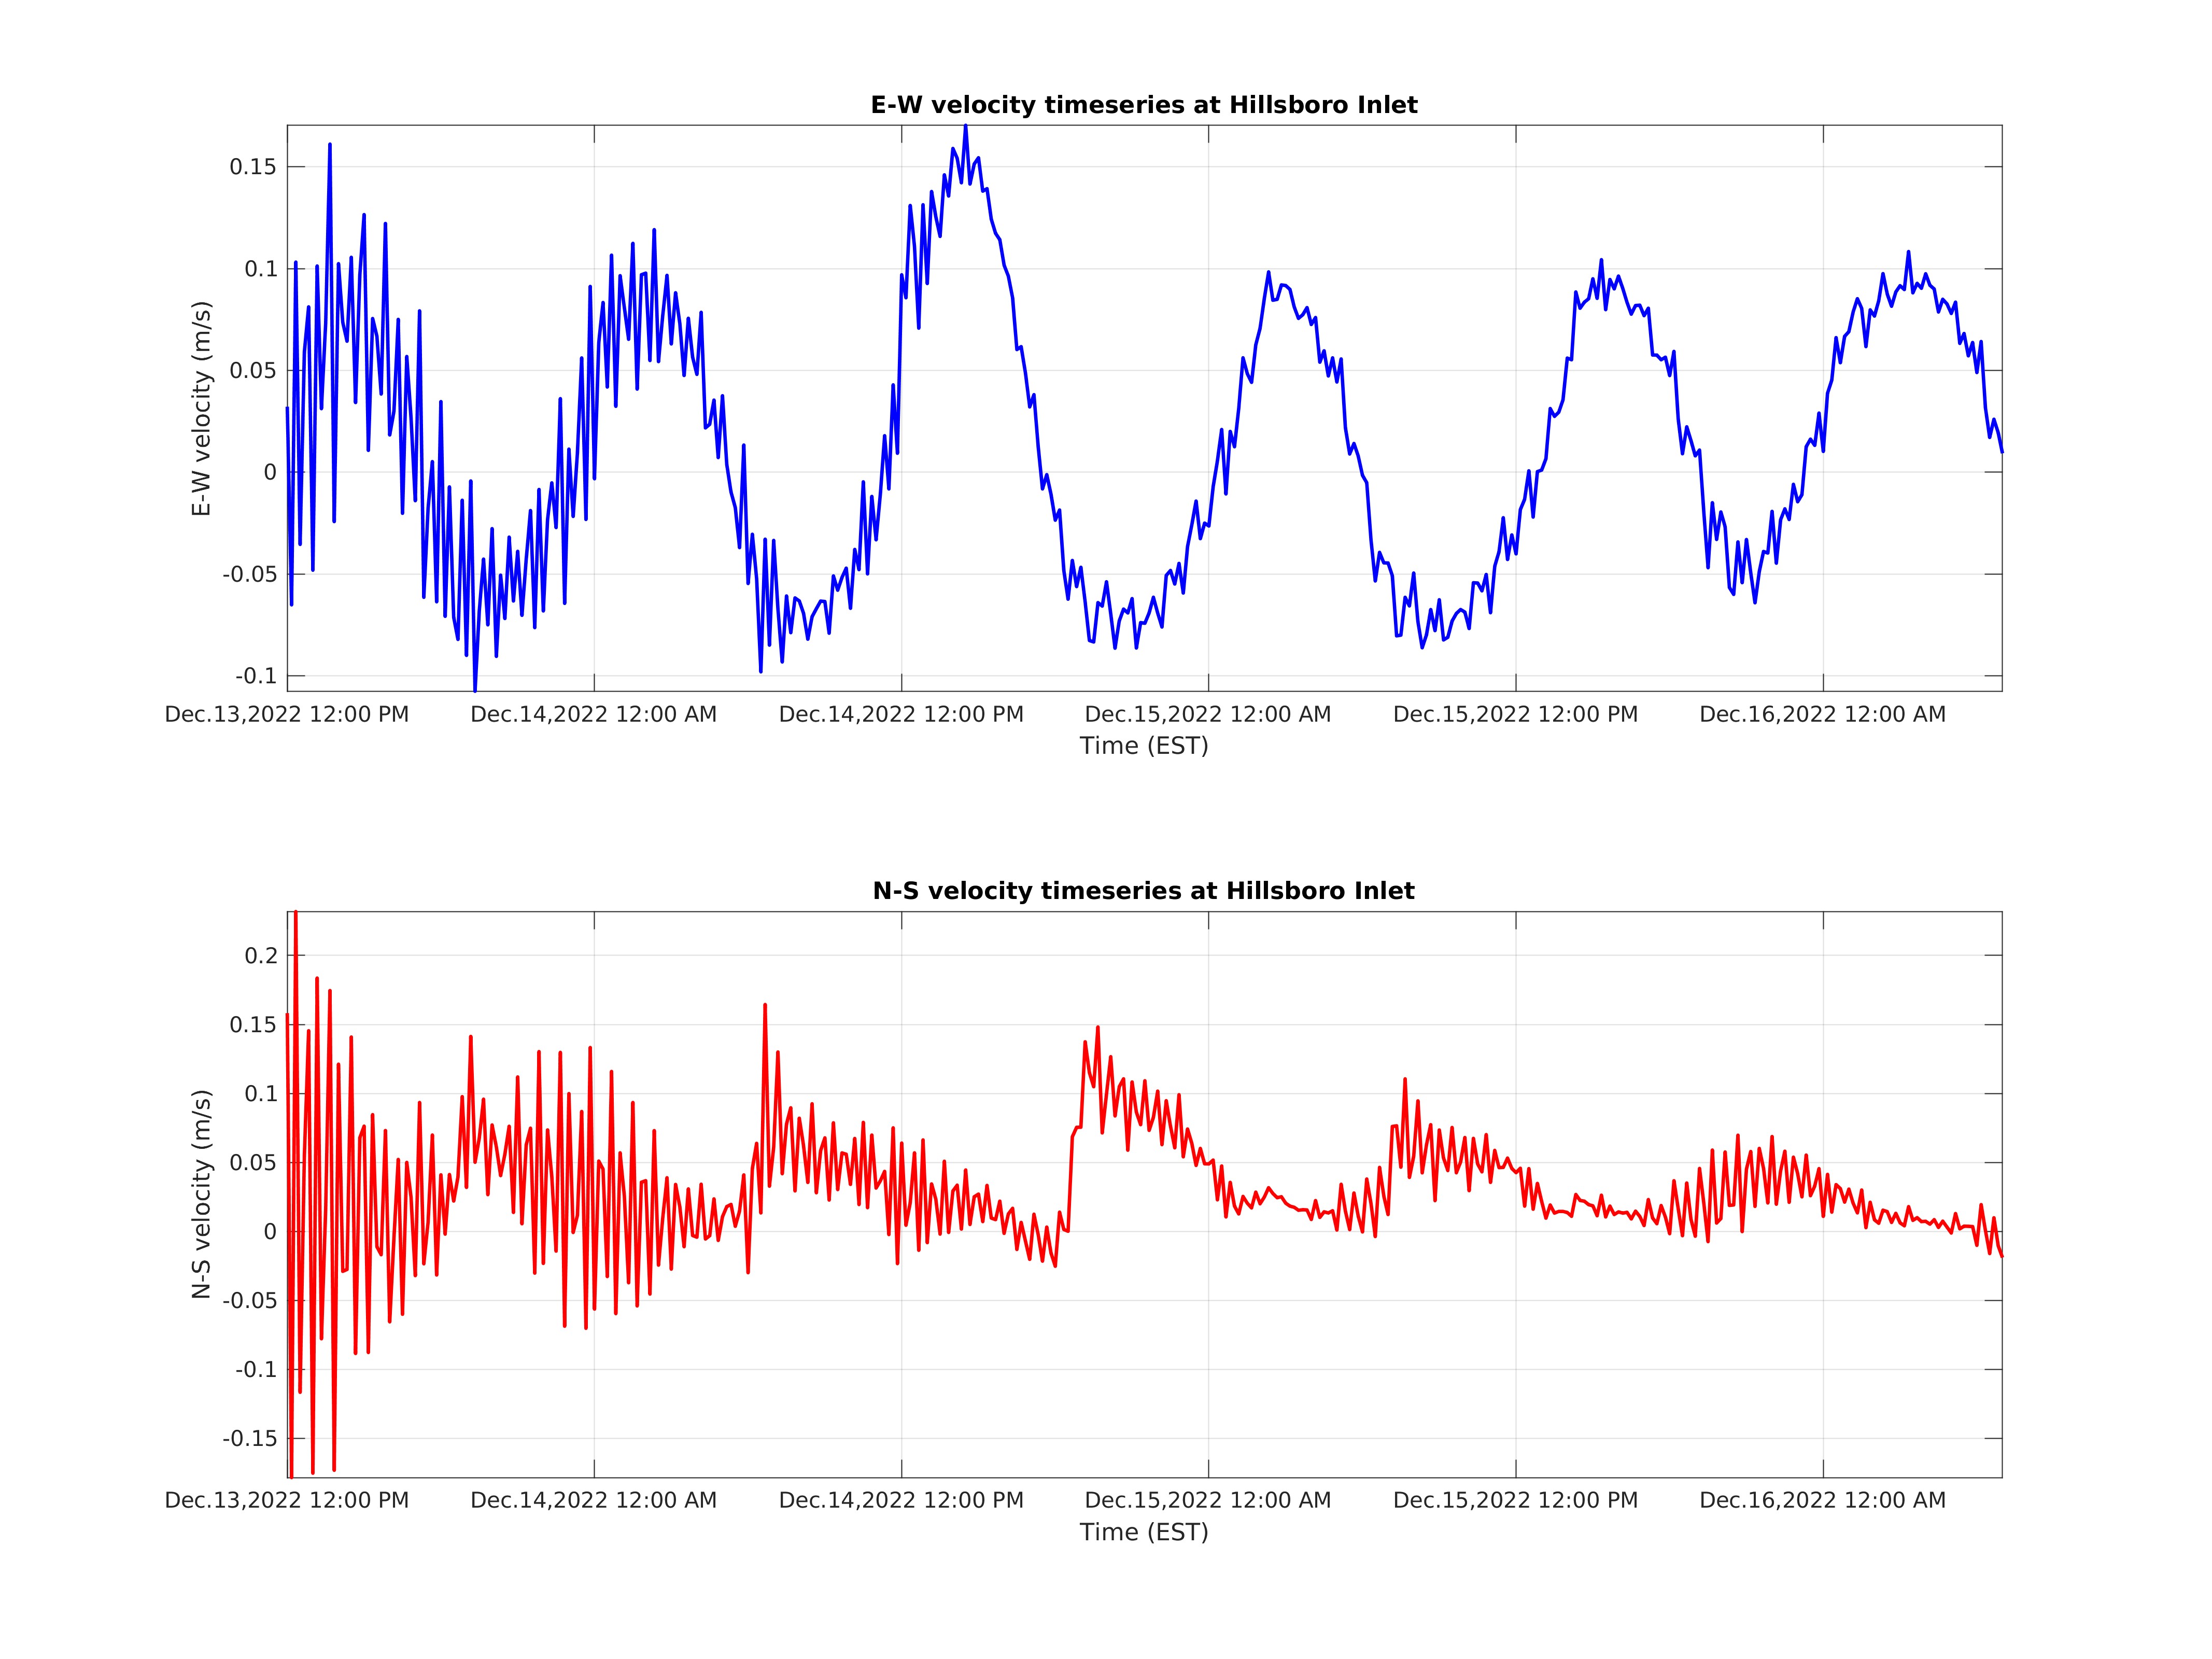 E-W velocity timeseries at Hillsboro Inlet
E-W velocity (m/s)
0.15
0.1
0.05
0
-0.05
-0.1
Dec.13,2022 12:00 PM Dec.14,2022 12:00 AM Dec.14,2022 12:00 PM Dec.15,2022 12:00 AM Dec.15,2022 12:00 PM Dec.16,2022 12:00 AM
Time (EST)
N-S velocity timeseries at Hillsboro Inlet
N-S velocity (m/s)
0.2
0.15
0.1
0.05
0
-0.05
-0.1
-0.15
Dec.13,2022 12:00 PM Dec.14,2022 12:00 AM Dec.14,2022 12:00 PM Dec.15,2022 12:00 AM Dec.15,2022 12:00 PM Dec.16,2022 12:00 AM
Time (EST)